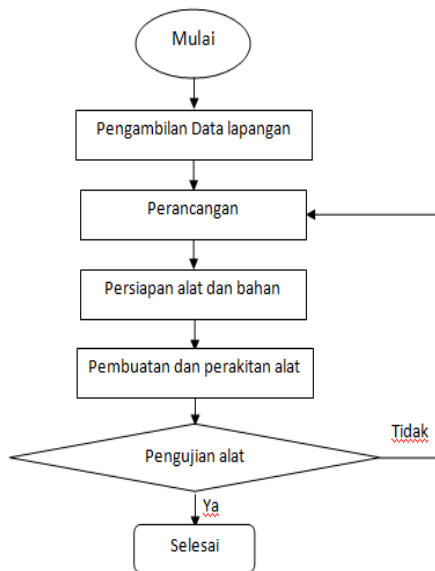 Mulai
Pengambilan Data lapangan
Perancangan
Persiapan alat dan bahan
Pembuatan dan perakitan alat
Tidak
Pengujian alat
Ya
Selesai